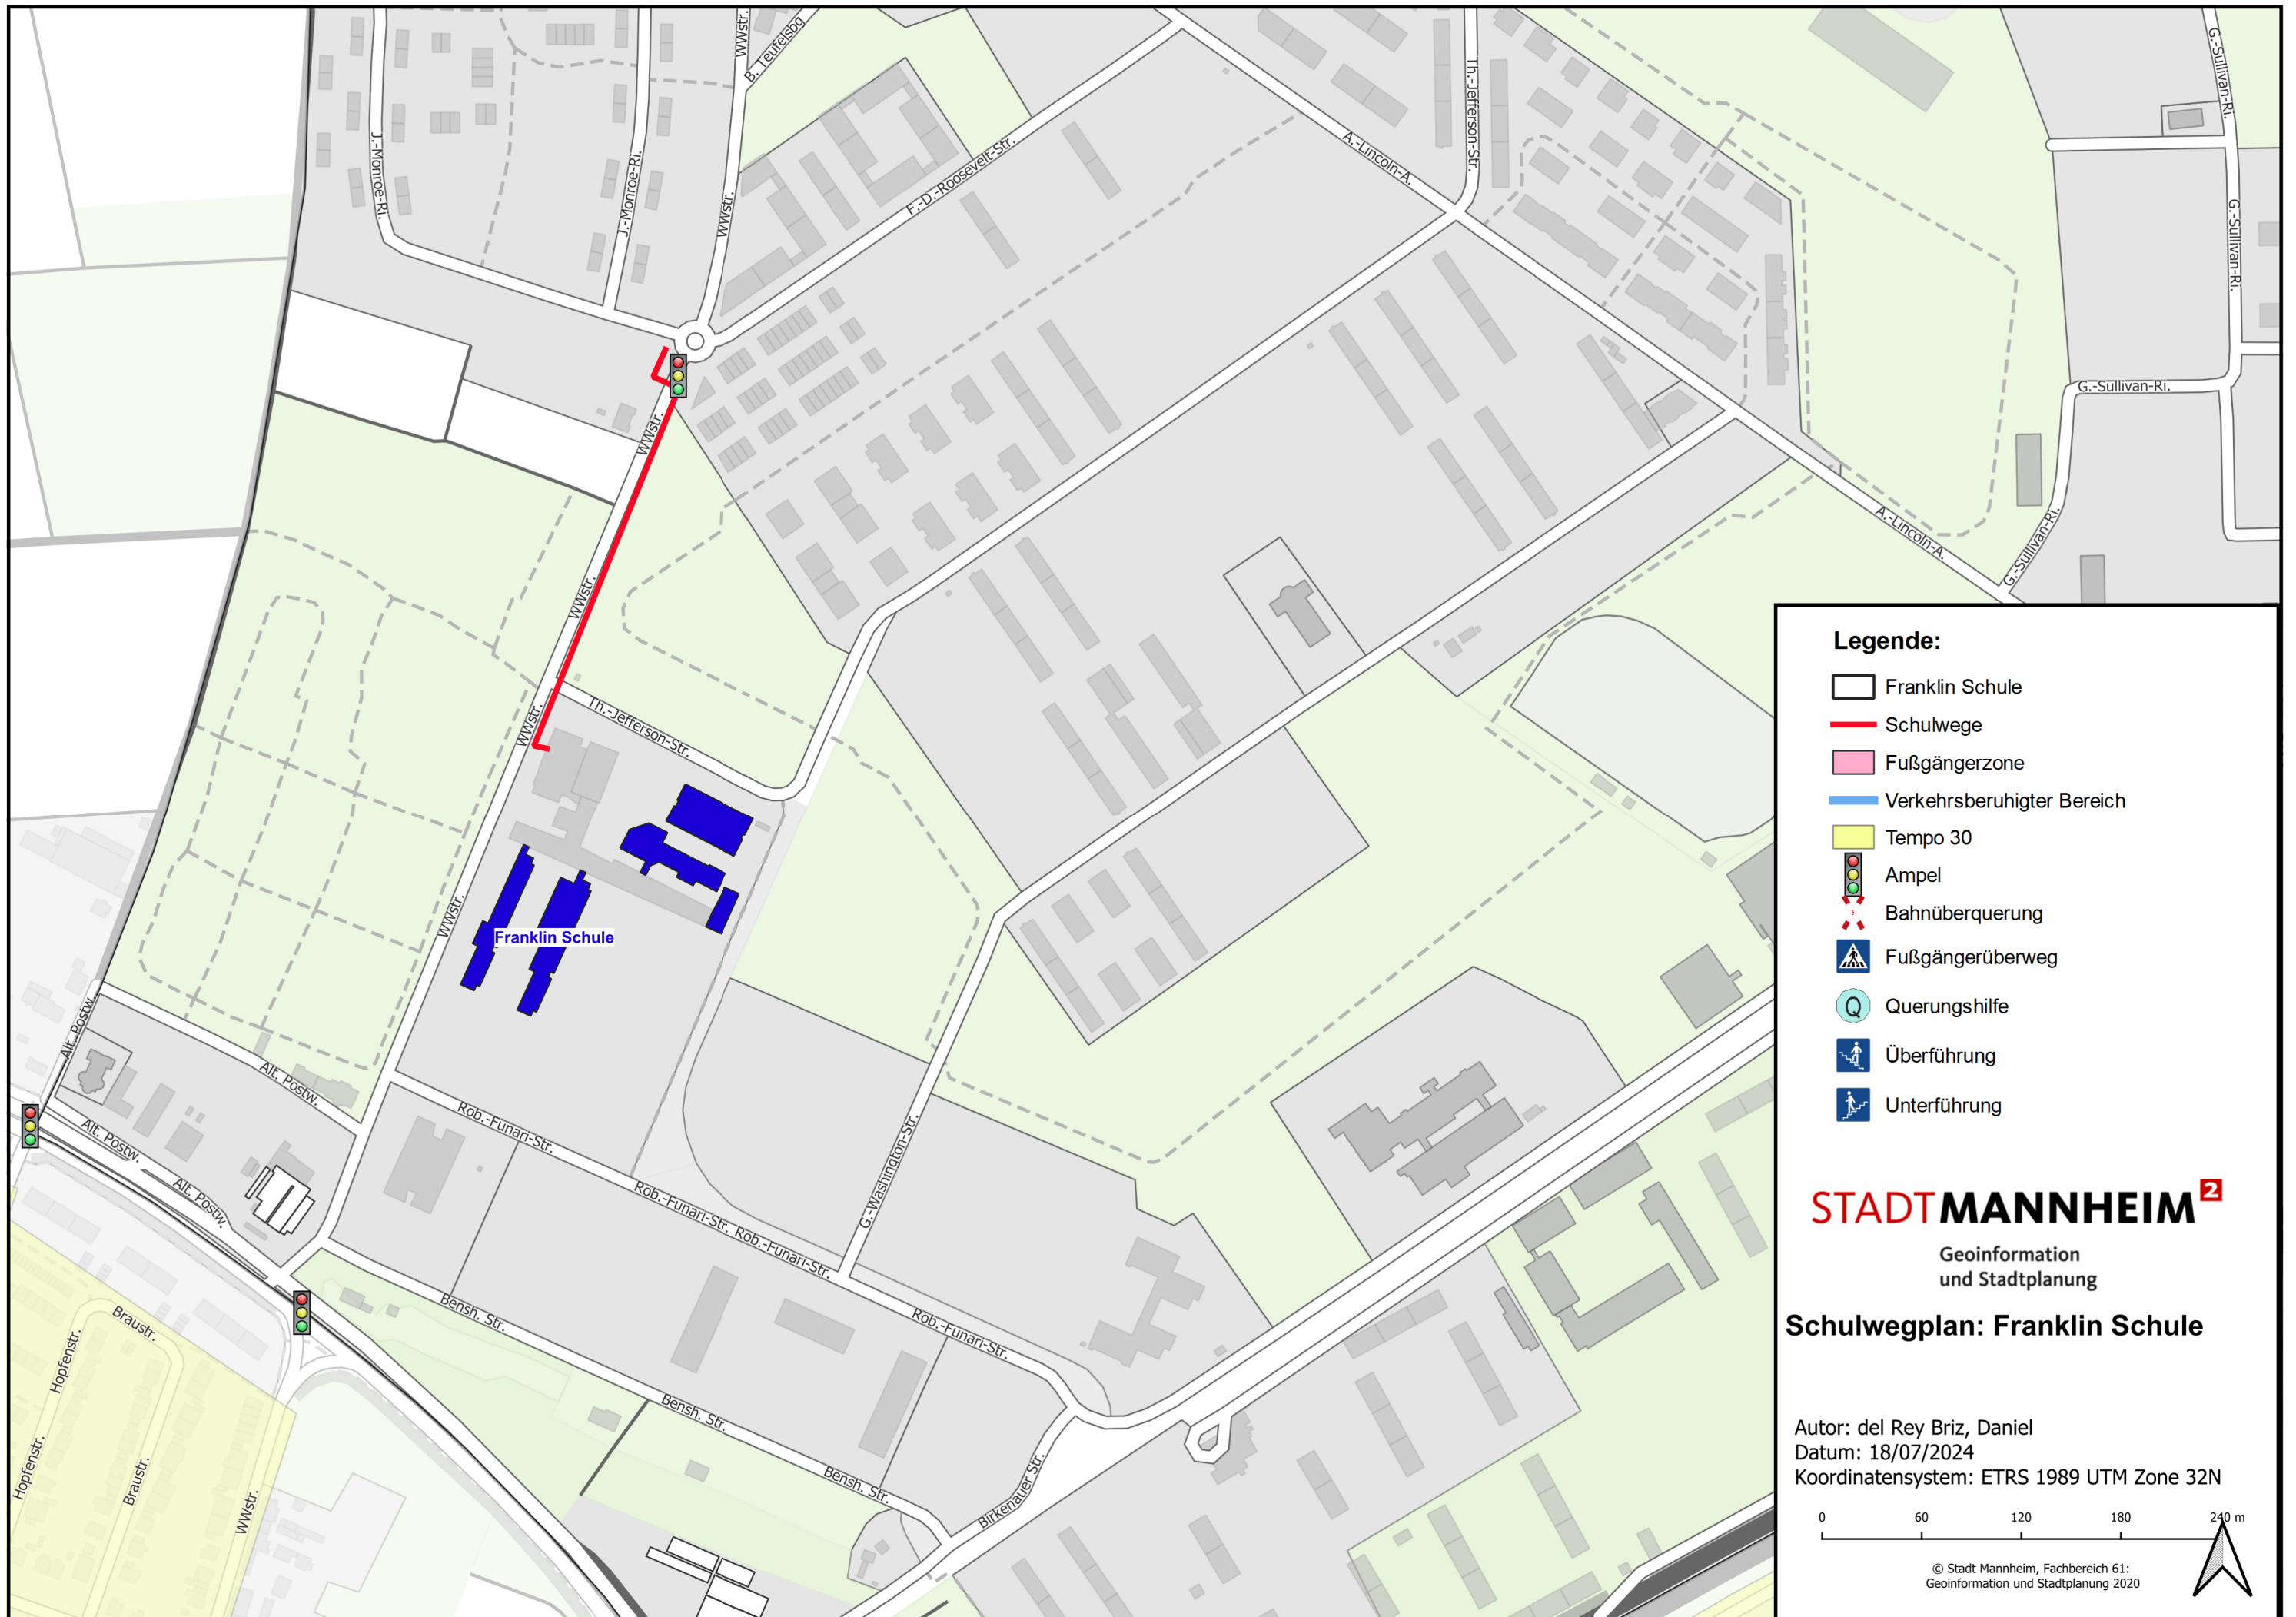 WWstr.
B. Teufelsbg
Th.-Jefferson-Str.
G.-Sullivan-Ri.
J.-Monroe-Ri.
J.-Monroe-Ri.
WWstr.
F.-D.-Roosevelt-Str.
A.-Lincoln-A.
G.-Sullivan-Ri.
G.-Sullivan-Ri.
WWstr.
A.-Lincoln-A.
G.-Sullivan-Ri.
WWstr.
WWstr.
Th.-Jefferson-Str.
WWstr.
Franklin Schule
Alt. Postw.
Alt. Postw.
Alt. Postw.
Alt. Postw.
Rob.-Funari-Str.
Rob.-Funari-Str.
Rob.-Funari-Str.
Rob.-Funari-Str.
G.-Washington-Str.
Bensh. Str.
Bensh. Str.
Bensh. Str.
Birkenauer Str.
Braustr.
Hopfenstr.
Hopfenstr.
Braustr.
WWstr.
Legende:
Franklin Schule
Schulwege
Fußgängerzone
Verkehrsberuhigter Bereich
Tempo 30
Ampel
Bahnüberquerung
Fußgängerüberweg
Q
Querungshilfe
Überführung
Unterführung
STADTMANNHEIM2
Geoinformation
und Stadtplanung
Schulwegplan: Franklin Schule
Autor: del Rey Briz, Daniel
Datum: 18/07/2024
Koordinatensystem: ETRS 1989 UTM Zone 32N
0 60 120 180 240 m
© Stadt Mannheim, Fachbereich 61:
Geoinformation und Stadtplanung 2020